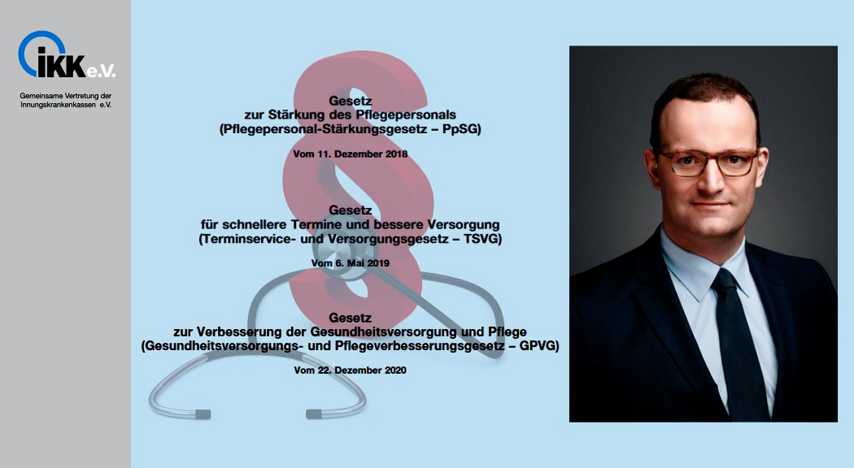 iKK e.V.
Gemeinsame Vertretung der
Innungskrankenkassen e.V.
Gesetz
zur Stärkung des Pflegepersonals
(Pflegepersonal-Stärkungsgesetz – PpSG)
Vom 11. Dezember 2018
Gesetz
für schnellere Termine und bessere Versorgung
(Terminservice- und Versorgungsgesetz – TSVG)
Vom 6. Mai 2019
Gesetz
zur Verbesserung der Gesundheitsversorgung und Pflege
(Gesundheitsversorgungs- und Pflegeverbesserungsgesetz – GPVG)
Vom 22. Dezember 2020